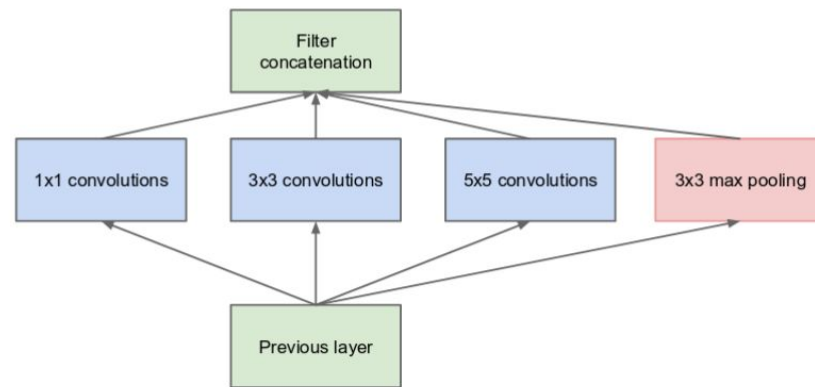 Filter
concatenation
1x1 convolutions
3x3 convolutions
5x5 convolutions
3x3 max pooling
Previous layer